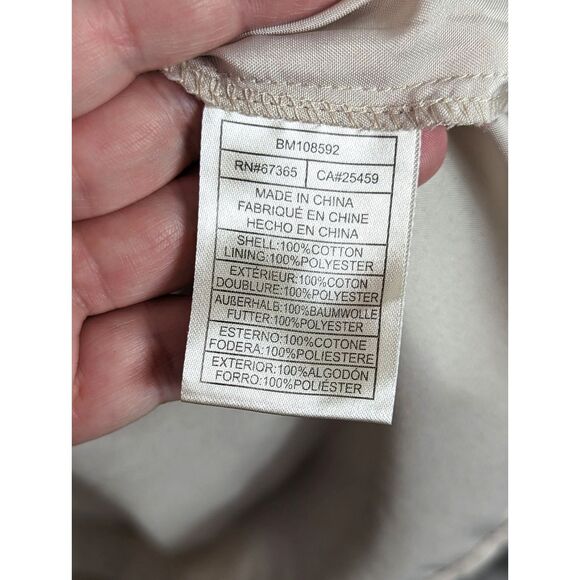 BM108592
RN#67365 CA#25459
MADE IN CHINA
FABRIQUÉ EN CHINE
HECHO EN CHINA
SHELL:100%COTTON
LINING:100%POLYESTER
EXTÉRIEUR:100%COTON
DOUBLURE:100%POLYESTER
AUßERHALB:100%BAUMWOLLE
FUTTER:100%POLYESTER
ESTERNO:100%COTONE
FODERA:100%POLIESTERE
EXTERIOR:100%ALGODÓN
FORRO:100%POLIÉSTER